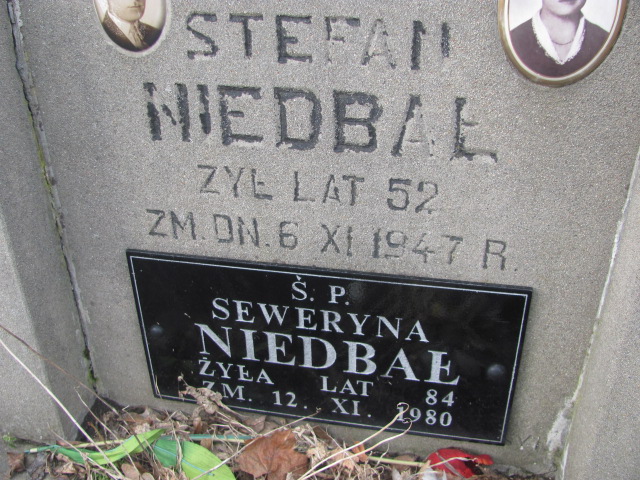 STEFAN
NIEDBAŁ
ŻYŁ LAT 52
ZM. DN. 6 XI 1947 R.
Ś. P.
SEWERYNA
NIEDBAŁ
ŻYŁA LAT 84
ZM. 12. XI. 1980